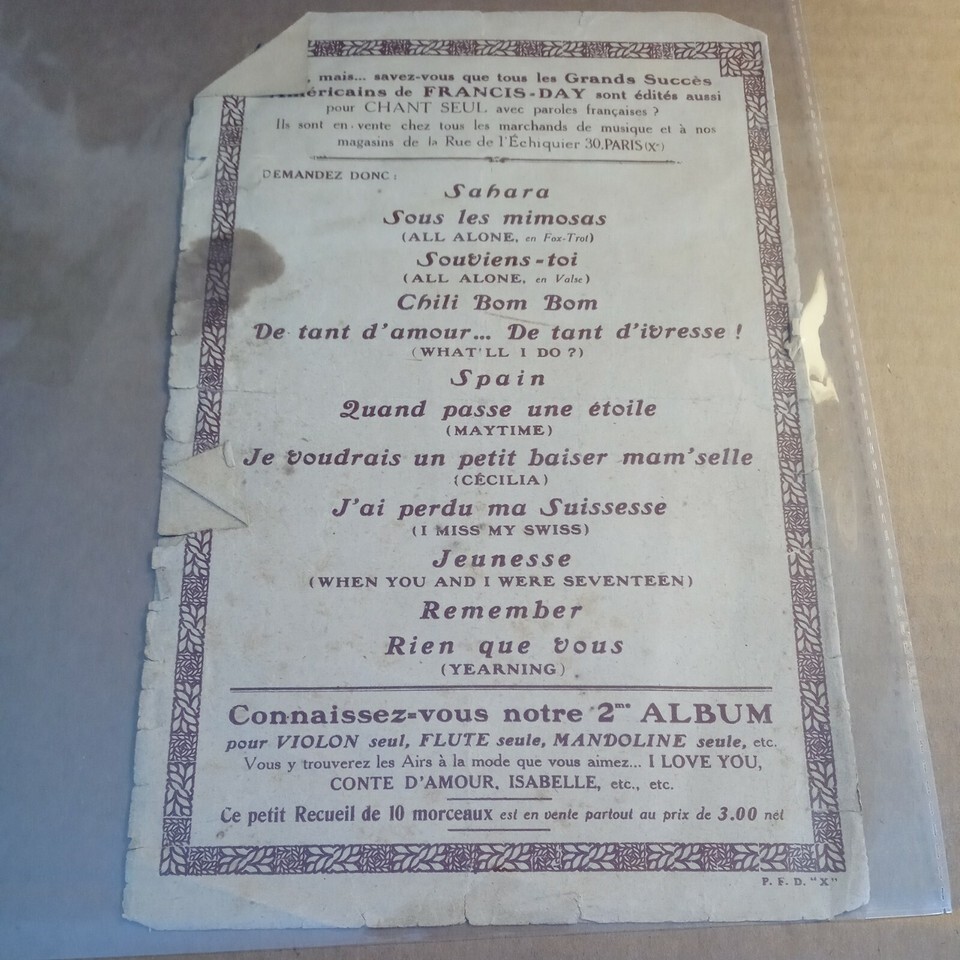 , mais... savez-vous que tous les Grands Succès
Américains de FRANCIS-DAY sont édités aussi
pour CHANT SEUL avec paroles françaises ?
Ils sont en vente chez tous les marchands de musique et à nos
magasins de la Rue de l'Échiquier 30, PARIS (Xe)
DEMANDEZ DONC :
Sahara
Sous les mimosas
(ALL ALONE, en Fox-Trot)
Souviens-toi
(ALL ALONE, en Valse)
Chili Bom Bom
De tant d'amour... De tant d'ivresse !
(WHAT'LL I DO ?)
Spain
Quand passe une étoile
(MAYTIME)
Je voudrais un petit baiser mam'selle
(CÉCILIA)
J'ai perdu ma Suissesse
(I MISS MY SWISS)
Jeunesse
(WHEN YOU AND I WERE SEVENTEEN)
Remember
Rien que vous
(YEARNING)
Connaissez-vous notre 2me ALBUM
pour VIOLON seul, FLUTE seule, MANDOLINE seule, etc.
Vous y trouverez les Airs à la mode que vous aimez... I LOVE YOU,
CONTE D'AMOUR, ISABELLE, etc., etc.
Ce petit Recueil de 10 morceaux est en vente partout au prix de 3.00 net
P. F. D. "X"